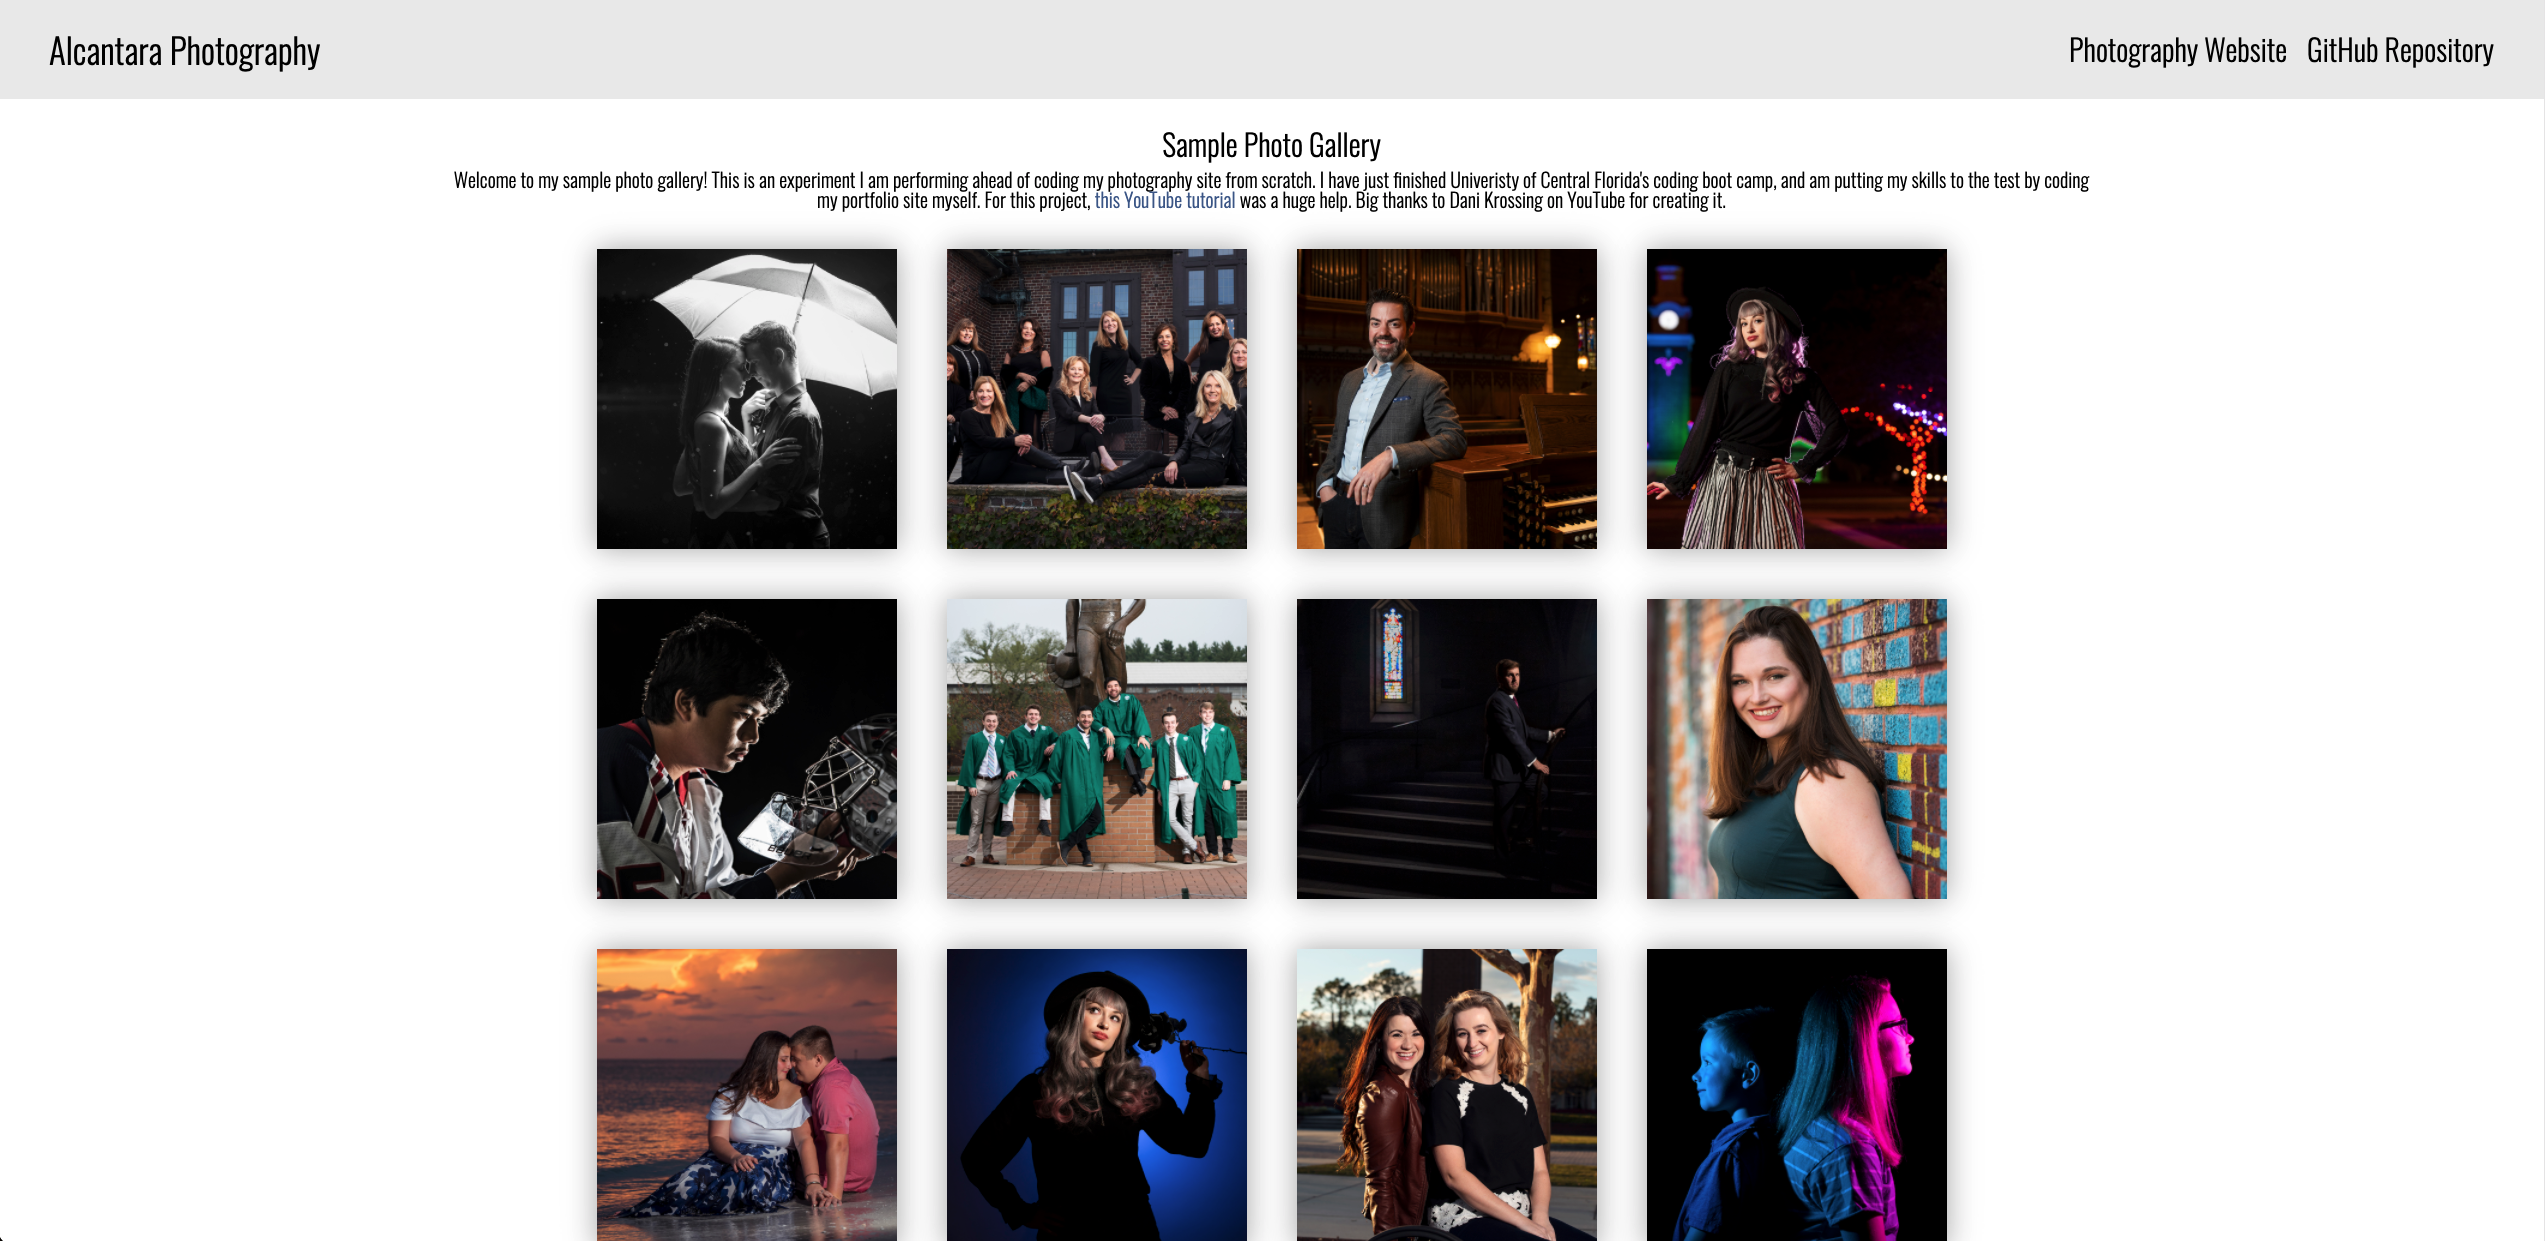 Alcantara Photography
Photography Website GitHub Repository
Sample Photo Gallery
Welcome to my sample photo gallery! This is an experiment I am performing ahead of coding my photography site from scratch. I have just finished Univeristy of Central Florida's coding boot camp, and am putting my skills to the test by coding
my portfolio site myself. For this project, this YouTube tutorial was a huge help. Big thanks to Dani Krossing on YouTube for creating it.